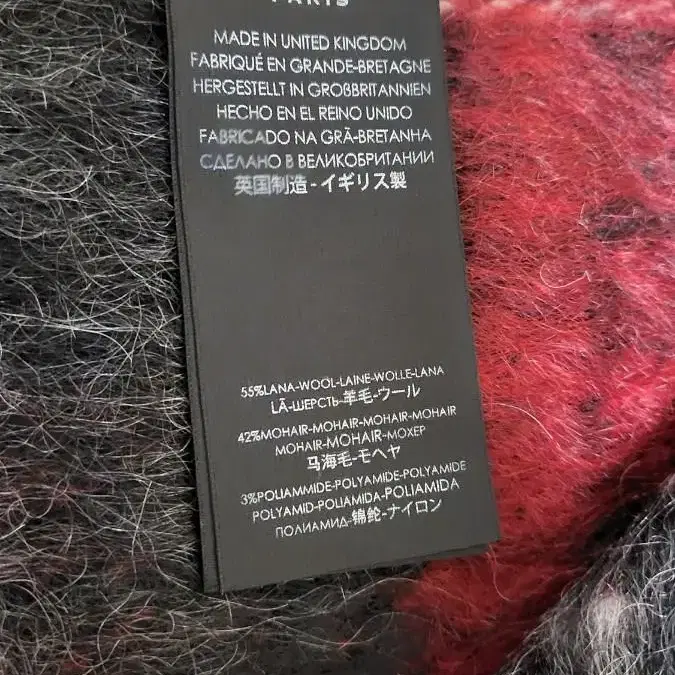 PARIS
MADE IN UNITED KINGDOM
FABRIQUÉ EN GRANDE-BRETAGNE
HERGESTELLT IN GROßBRITANNIEN
HECHO EN EL REINO UNIDO
FABRICADO NA GRÃ-BRETANHA
СДЕЛАНО В ВЕЛИКОБРИТАНИИ
英国制造-イギリス製
55%LANA-WOOL-LAINE-WOLLE-LANA
LÃ-ШЕРСТЬ-羊毛-ウール
42%MOHAIR-MOHAIR-MOHAIR-MOHAIR
MOHAIR-MOHAIR-МОХЕР
马海毛-モヘヤ
3%POLIAMMIDE-POLYAMIDE-POLYAMIDE
POLYAMID-POLIAMIDA-POLIAMIDA
ПОЛИАМИД-锦纶-ナイロン